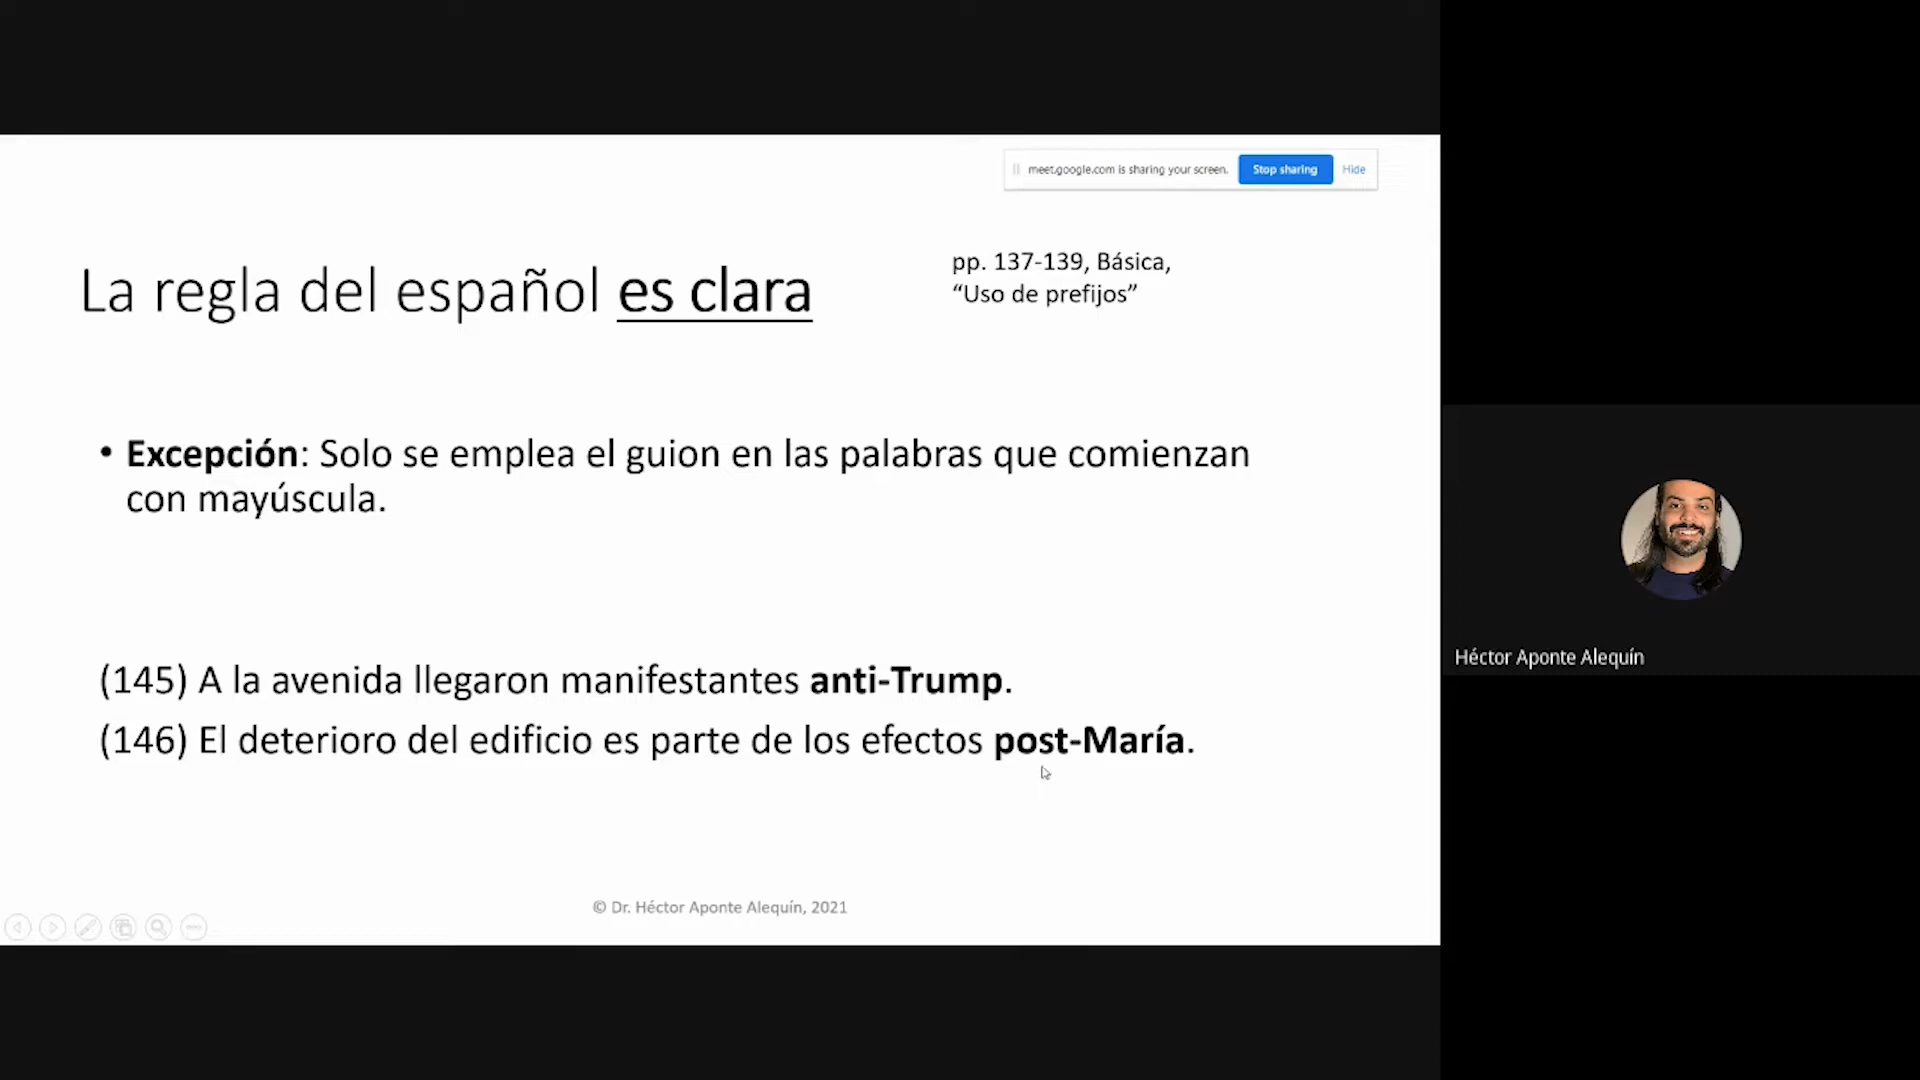 meet.google.com is sharing your screen. Stop sharing Hide
La regla del español es clara
pp. 137-139, Básica,
“Uso de prefijos”
• Excepción: Solo se emplea el guion en las palabras que comienzan
con mayúscula.
(145) A la avenida llegaron manifestantes anti-Trump.
(146) El deterioro del edificio es parte de los efectos post-María.
© Dr. Héctor Aponte Alequín, 2021
Héctor Aponte Alequín